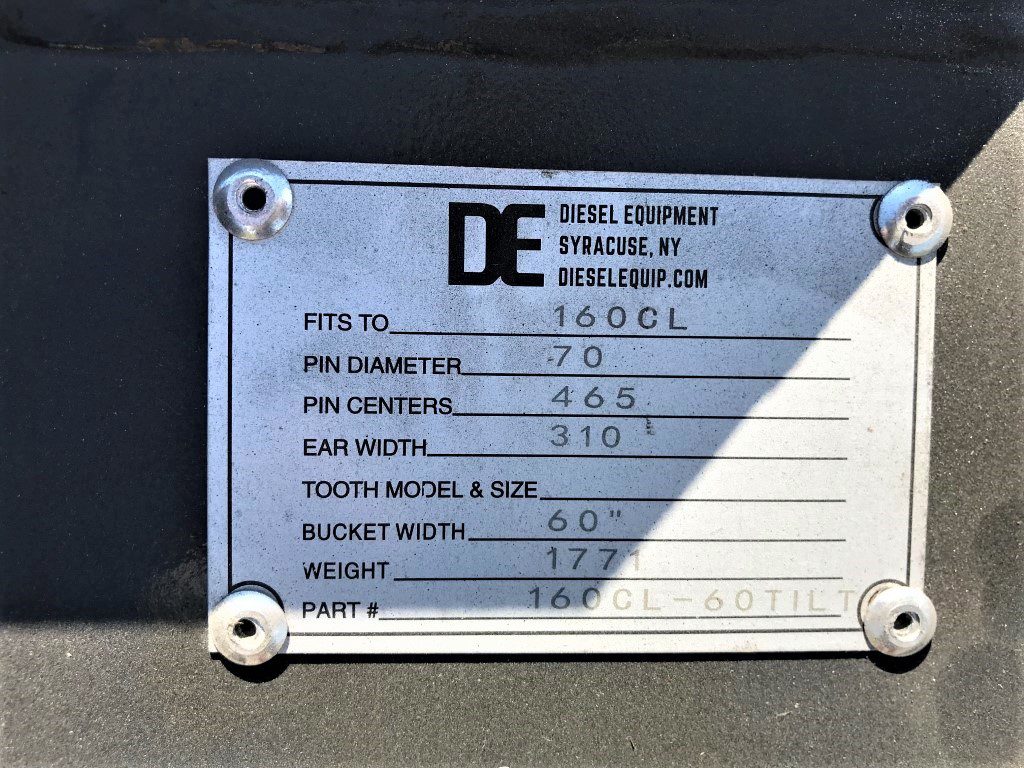 DE DIESEL EQUIPMENT
SYRACUSE, NY
DIESELEQUIP.COM
FITS TO 160CL
PIN DIAMETER 70
PIN CENTERS 465
EAR WIDTH 310
TOOTH MODEL & SIZE
BUCKET WIDTH 60"
WEIGHT 1771
PART # 160CL-60TILT